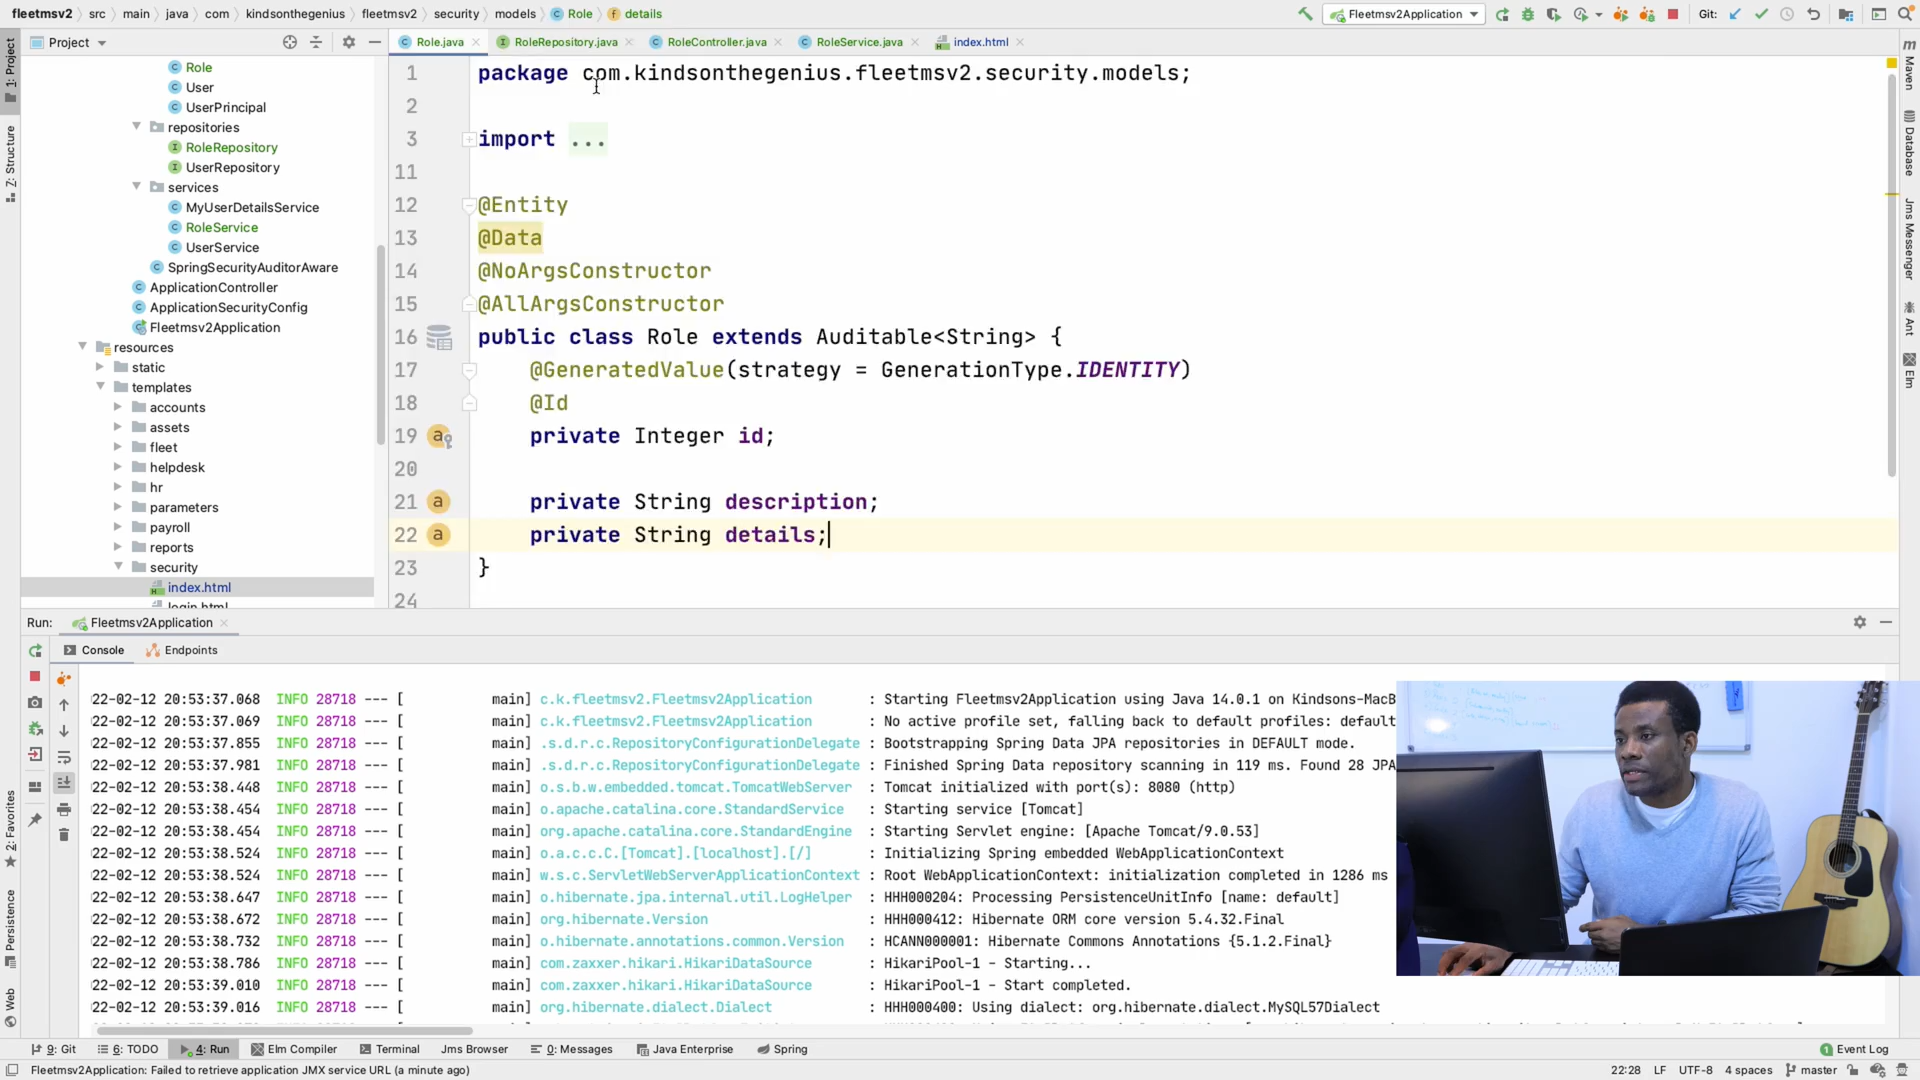 fleetmsv2 src main java com kindsonthegenius fleetmsv2 security models Role details
Fleetmsv2Application Git:
Project
Role.java RoleRepository.java RoleController.java RoleService.java index.html
1: Project
Z: Structure
2: Favorites
Persistence
Web
Role
User
UserPrincipal
repositories
RoleRepository
UserRepository
services
MyUserDetailsService
RoleService
UserService
SpringSecurityAuditorAware
ApplicationController
ApplicationSecurityConfig
Fleetmsv2Application
resources
static
templates
accounts
assets
fleet
helpdesk
hr
parameters
payroll
reports
security
index.html
login.html
1 package com.kindsonthegenius.fleetmsv2.security.models;
2
3 import ...
11
12 @Entity
13 @Data
14 @NoArgsConstructor
15 @AllArgsConstructor
16 public class Role extends Auditable<String> {
17 @GeneratedValue(strategy = GenerationType.IDENTITY)
18 @Id
19 private Integer id;
20
21 private String description;
22 private String details;
23 }
24
Maven
Database
Jms Messenger
Ant
Elm
Run: Fleetmsv2Application
Console Endpoints
22-02-12 20:53:37.068 INFO 28718 --- [ main] c.k.fleetmsv2.Fleetmsv2Application : Starting Fleetmsv2Application using Java 14.0.1 on Kindsons-MacB
22-02-12 20:53:37.069 INFO 28718 --- [ main] c.k.fleetmsv2.Fleetmsv2Application : No active profile set, falling back to default profiles: default
22-02-12 20:53:37.855 INFO 28718 --- [ main] .s.d.r.c.RepositoryConfigurationDelegate : Bootstrapping Spring Data JPA repositories in DEFAULT mode.
22-02-12 20:53:37.981 INFO 28718 --- [ main] .s.d.r.c.RepositoryConfigurationDelegate : Finished Spring Data repository scanning in 119 ms. Found 28 JPA
22-02-12 20:53:38.448 INFO 28718 --- [ main] o.s.b.w.embedded.tomcat.TomcatWebServer : Tomcat initialized with port(s): 8080 (http)
22-02-12 20:53:38.454 INFO 28718 --- [ main] o.apache.catalina.core.StandardService : Starting service [Tomcat]
22-02-12 20:53:38.454 INFO 28718 --- [ main] org.apache.catalina.core.StandardEngine : Starting Servlet engine: [Apache Tomcat/9.0.53]
22-02-12 20:53:38.524 INFO 28718 --- [ main] o.a.c.c.C.[Tomcat].[localhost].[/] : Initializing Spring embedded WebApplicationContext
22-02-12 20:53:38.524 INFO 28718 --- [ main] w.s.c.ServletWebServerApplicationContext : Root WebApplicationContext: initialization completed in 1286 ms
22-02-12 20:53:38.647 INFO 28718 --- [ main] o.hibernate.jpa.internal.util.LogHelper : HHH000204: Processing PersistenceUnitInfo [name: default]
22-02-12 20:53:38.672 INFO 28718 --- [ main] org.hibernate.Version : HHH000412: Hibernate ORM core version 5.4.32.Final
22-02-12 20:53:38.732 INFO 28718 --- [ main] o.hibernate.annotations.common.Version : HCANN000001: Hibernate Commons Annotations {5.1.2.Final}
22-02-12 20:53:38.786 INFO 28718 --- [ main] com.zaxxer.hikari.HikariDataSource : HikariPool-1 - Starting...
22-02-12 20:53:39.010 INFO 28718 --- [ main] com.zaxxer.hikari.HikariDataSource : HikariPool-1 - Start completed.
22-02-12 20:53:39.016 INFO 28718 --- [ main] org.hibernate.dialect.Dialect : HHH000400: Using dialect: org.hibernate.dialect.MySQL57Dialect
9: Git 6: TODO 4: Run Elm Compiler Terminal Jms Browser 0: Messages Java Enterprise Spring 1 Event Log
Fleetmsv2Application: Failed to retrieve application JMX service URL (a minute ago) 22:28 LF UTF-8 4 spaces master